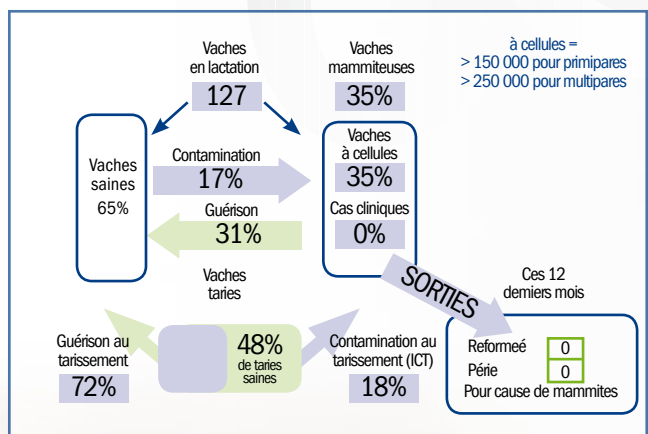 Vaches
en lactation
127
Vaches
mammiteuses
35%
à cellules =
> 150 000 pour primipares
> 250 000 pour multipares
Vaches
saines
65%
Contamination
17%
Guérison
31%
Vaches
à cellules
35%
Cas cliniques
0%
Vaches
taries
SORTIES
Ces 12
derniers mois
Guérison au
tarissement
72%
48%
de taries
saines
Contamination au
tarissement (ICT)
18%
Reformeé 0
Périe 0
Pour cause de mammites